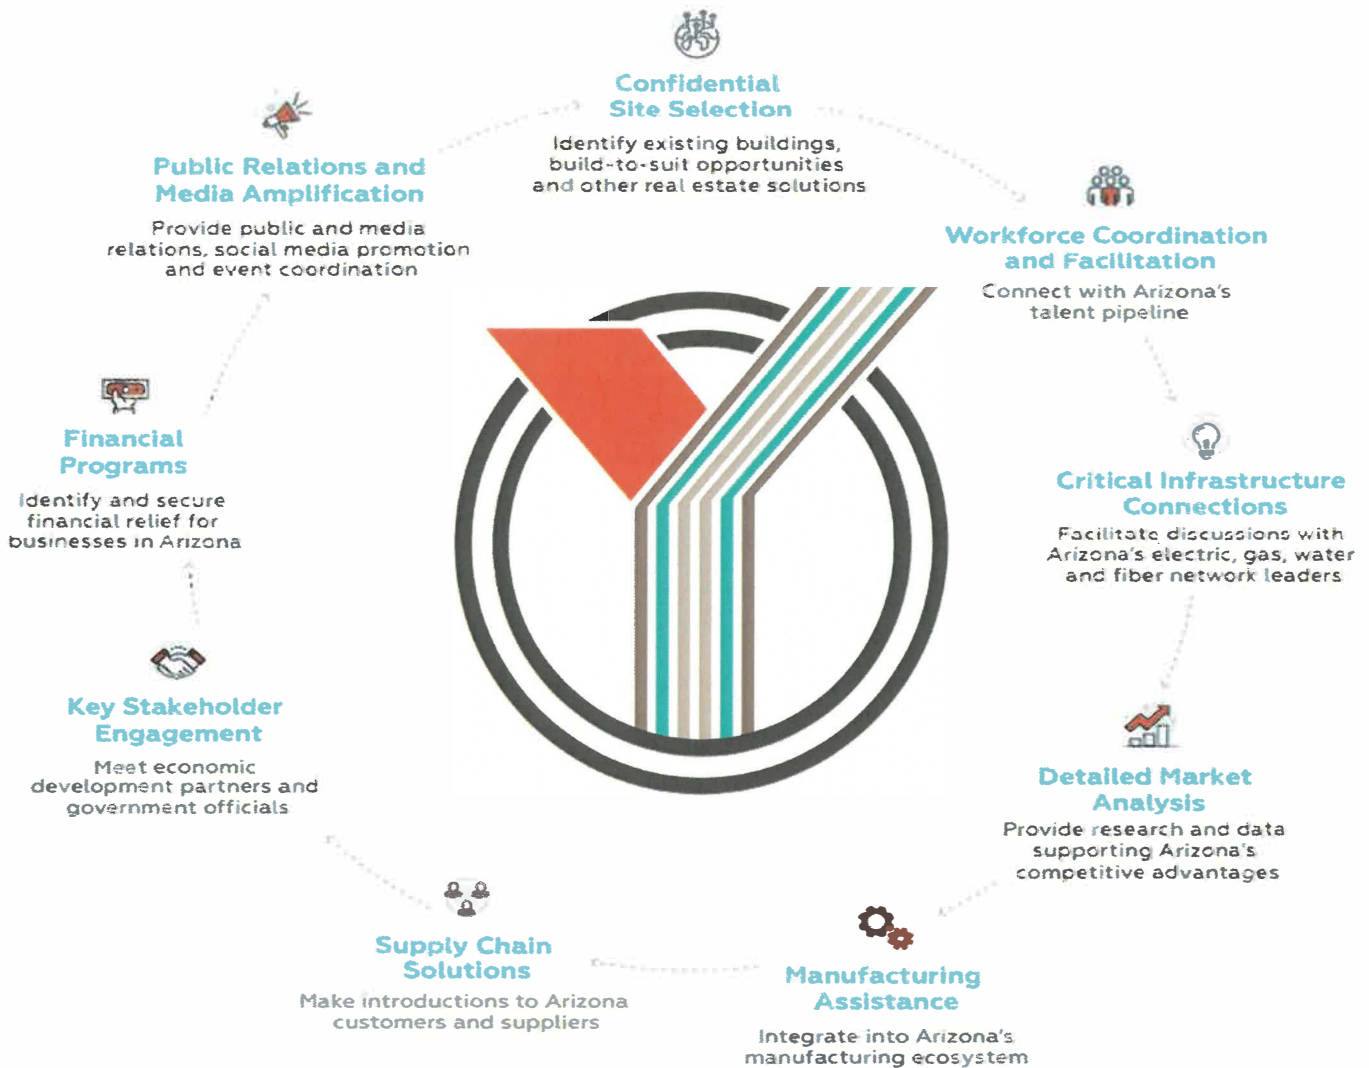 Confidential
Site Selection
Identify existing buildings,
build-to-suit opportunities
and other real estate solutions
Workforce Coordination
and Facilitation
Connect with Arizona's
talent pipeline
Critical Infrastructure
Connections
Facilitate discussions with
Arizona's electric, gas, water
and fiber network leaders
Detailed Market
Analysis
Provide research and data
supporting Arizona's
competitive advantages
Manufacturing
Assistance
Integrate into Arizona's
manufacturing ecosystem
Supply Chain
Solutions
Make introductions to Arizona
customers and suppliers
Key Stakeholder
Engagement
Meet economic
development partners and
government officials
Financial
Programs
Identify and secure
financial relief for
businesses in Arizona
Public Relations and
Media Amplification
Provide public and media
relations, social media promotion
and event coordination